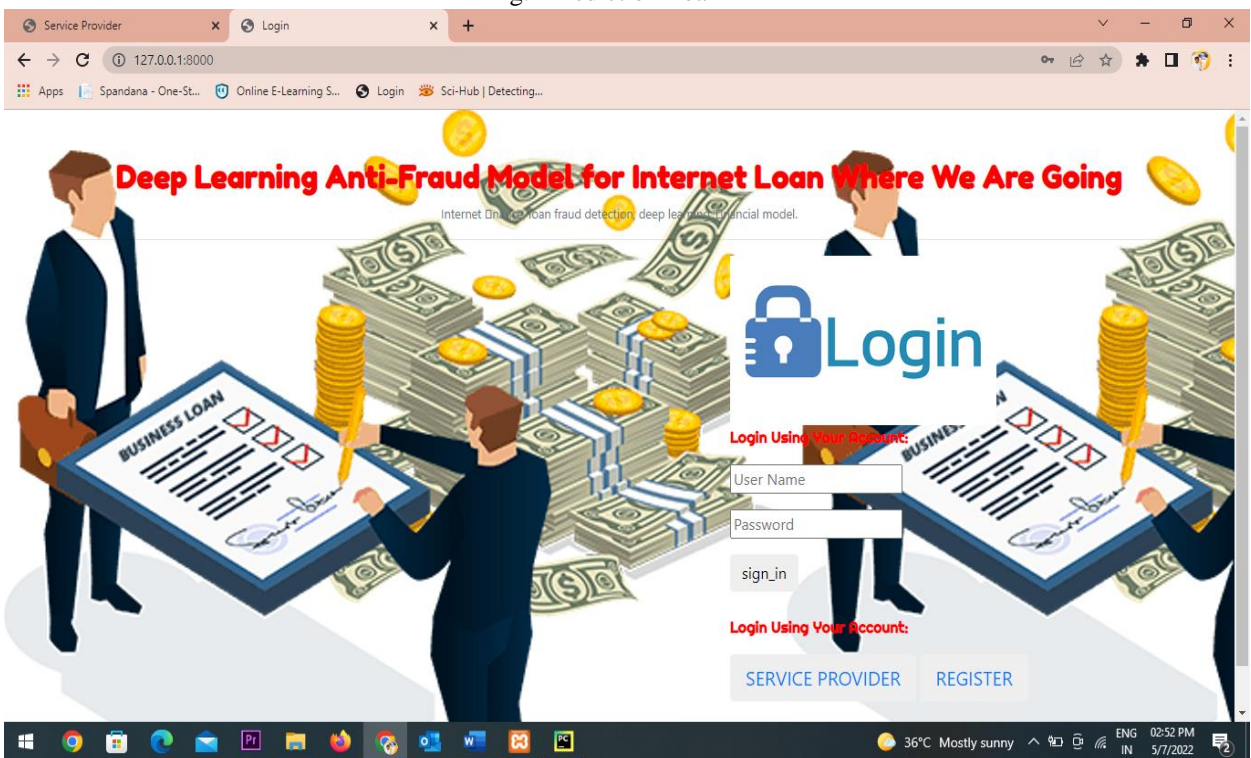 Service Provider
Login
127.0.0.1:8000
Apps
Spandana - One-St...
Online E-Learning S...
Login
Sci-Hub | Detecting...
Deep Learning Anti-Fraud Model for Internet Loan Where We Are Going
Internet loan fraud detection, deep model.
BUSINESS LOAN
Login
Login Using Your Account:
User Name
Password
sign_in
Login Using Your Account:
SERVICE PROVIDER
REGISTER
Pr
PC
36°C Mostly sunny
ENG
IN
02:52 PM
5/7/2022
2